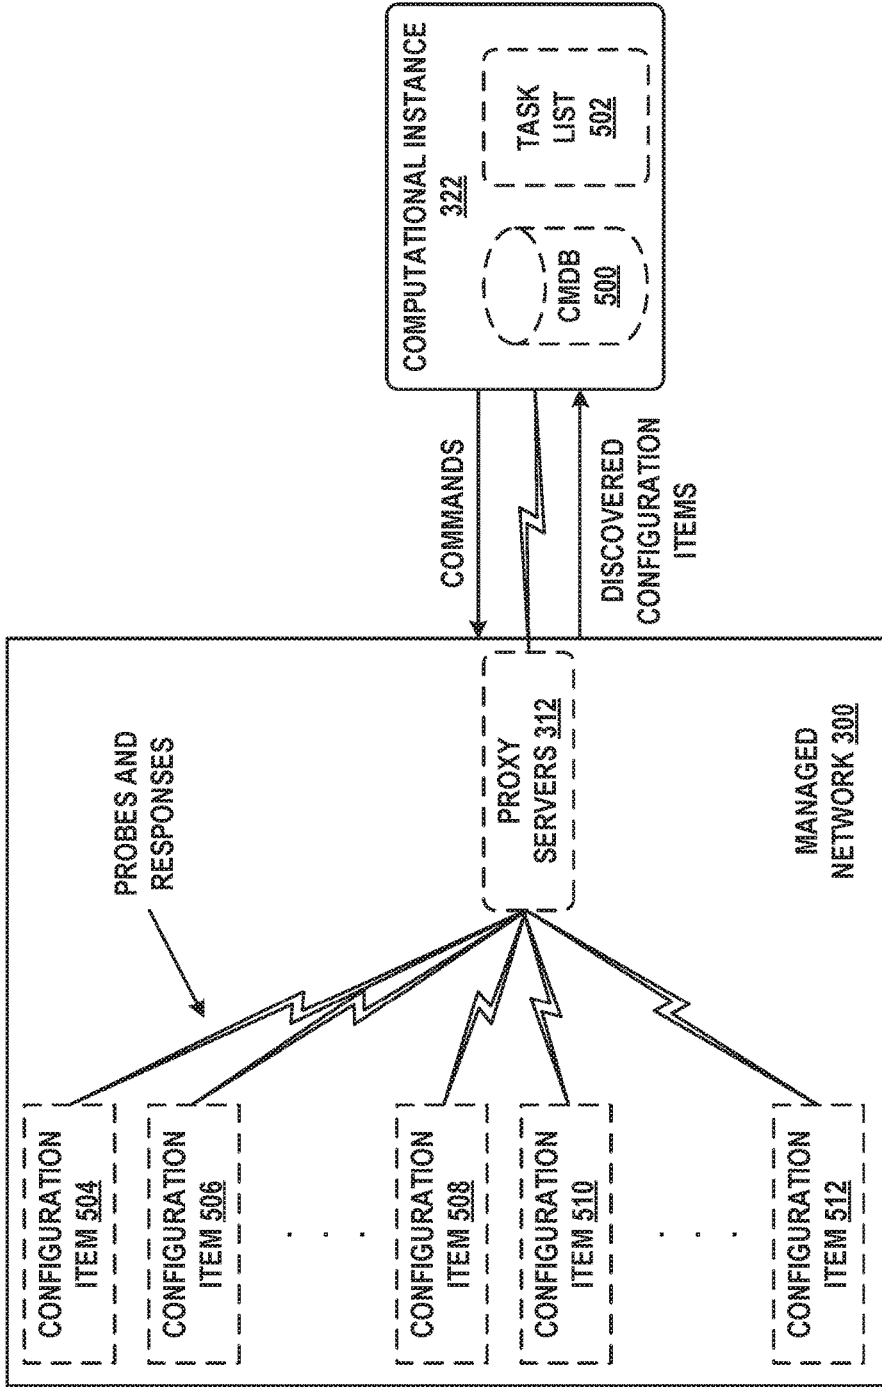 COMPUTATIONAL INSTANCE
322
CMDB
500
TASK
LIST
502
COMMANDS
DISCOVERED
CONFIGURATION
ITEMS
PROBES AND
RESPONSES
PROXY
SERVERS 312
MANAGED
NETWORK 300
CONFIGURATION
ITEM 504
CONFIGURATION
ITEM 506
. . .
CONFIGURATION
ITEM 508
CONFIGURATION
ITEM 510
. . .
CONFIGURATION
ITEM 512